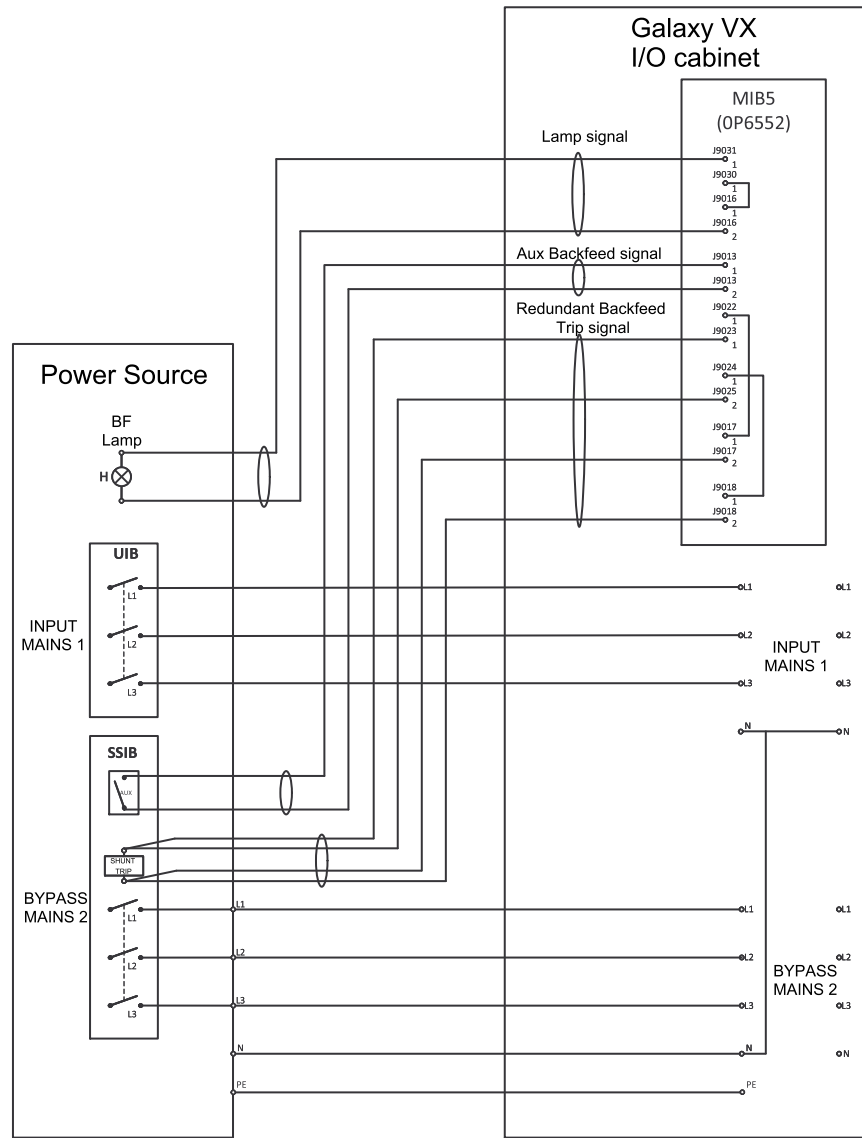 Galaxy VX
I/O cabinet
MIB5
(0P6552)
Lamp signal
J9031
1
J9030
1
J9016
1
J9016
2
Aux Backfeed signal
J9013
1
J9013
2
Redundant Backfeed
Trip signal
J9022
1
J9023
1
J9024
1
J9025
2
J9017
1
J9017
2
J9018
1
J9018
2
Power Source
BF
Lamp
H
UIB
INPUT
MAINS 1
L1
L2
L3
L1
L2
L3
N
INPUT
MAINS 1
L1
L2
L3
N
SSIB
AUX
SHUNT
TRIP
BYPASS
MAINS 2
L1
L2
L3
L1
L2
L3
N
PE
L1
L2
L3
N
PE
BYPASS
MAINS 2
L1
L2
L3
N